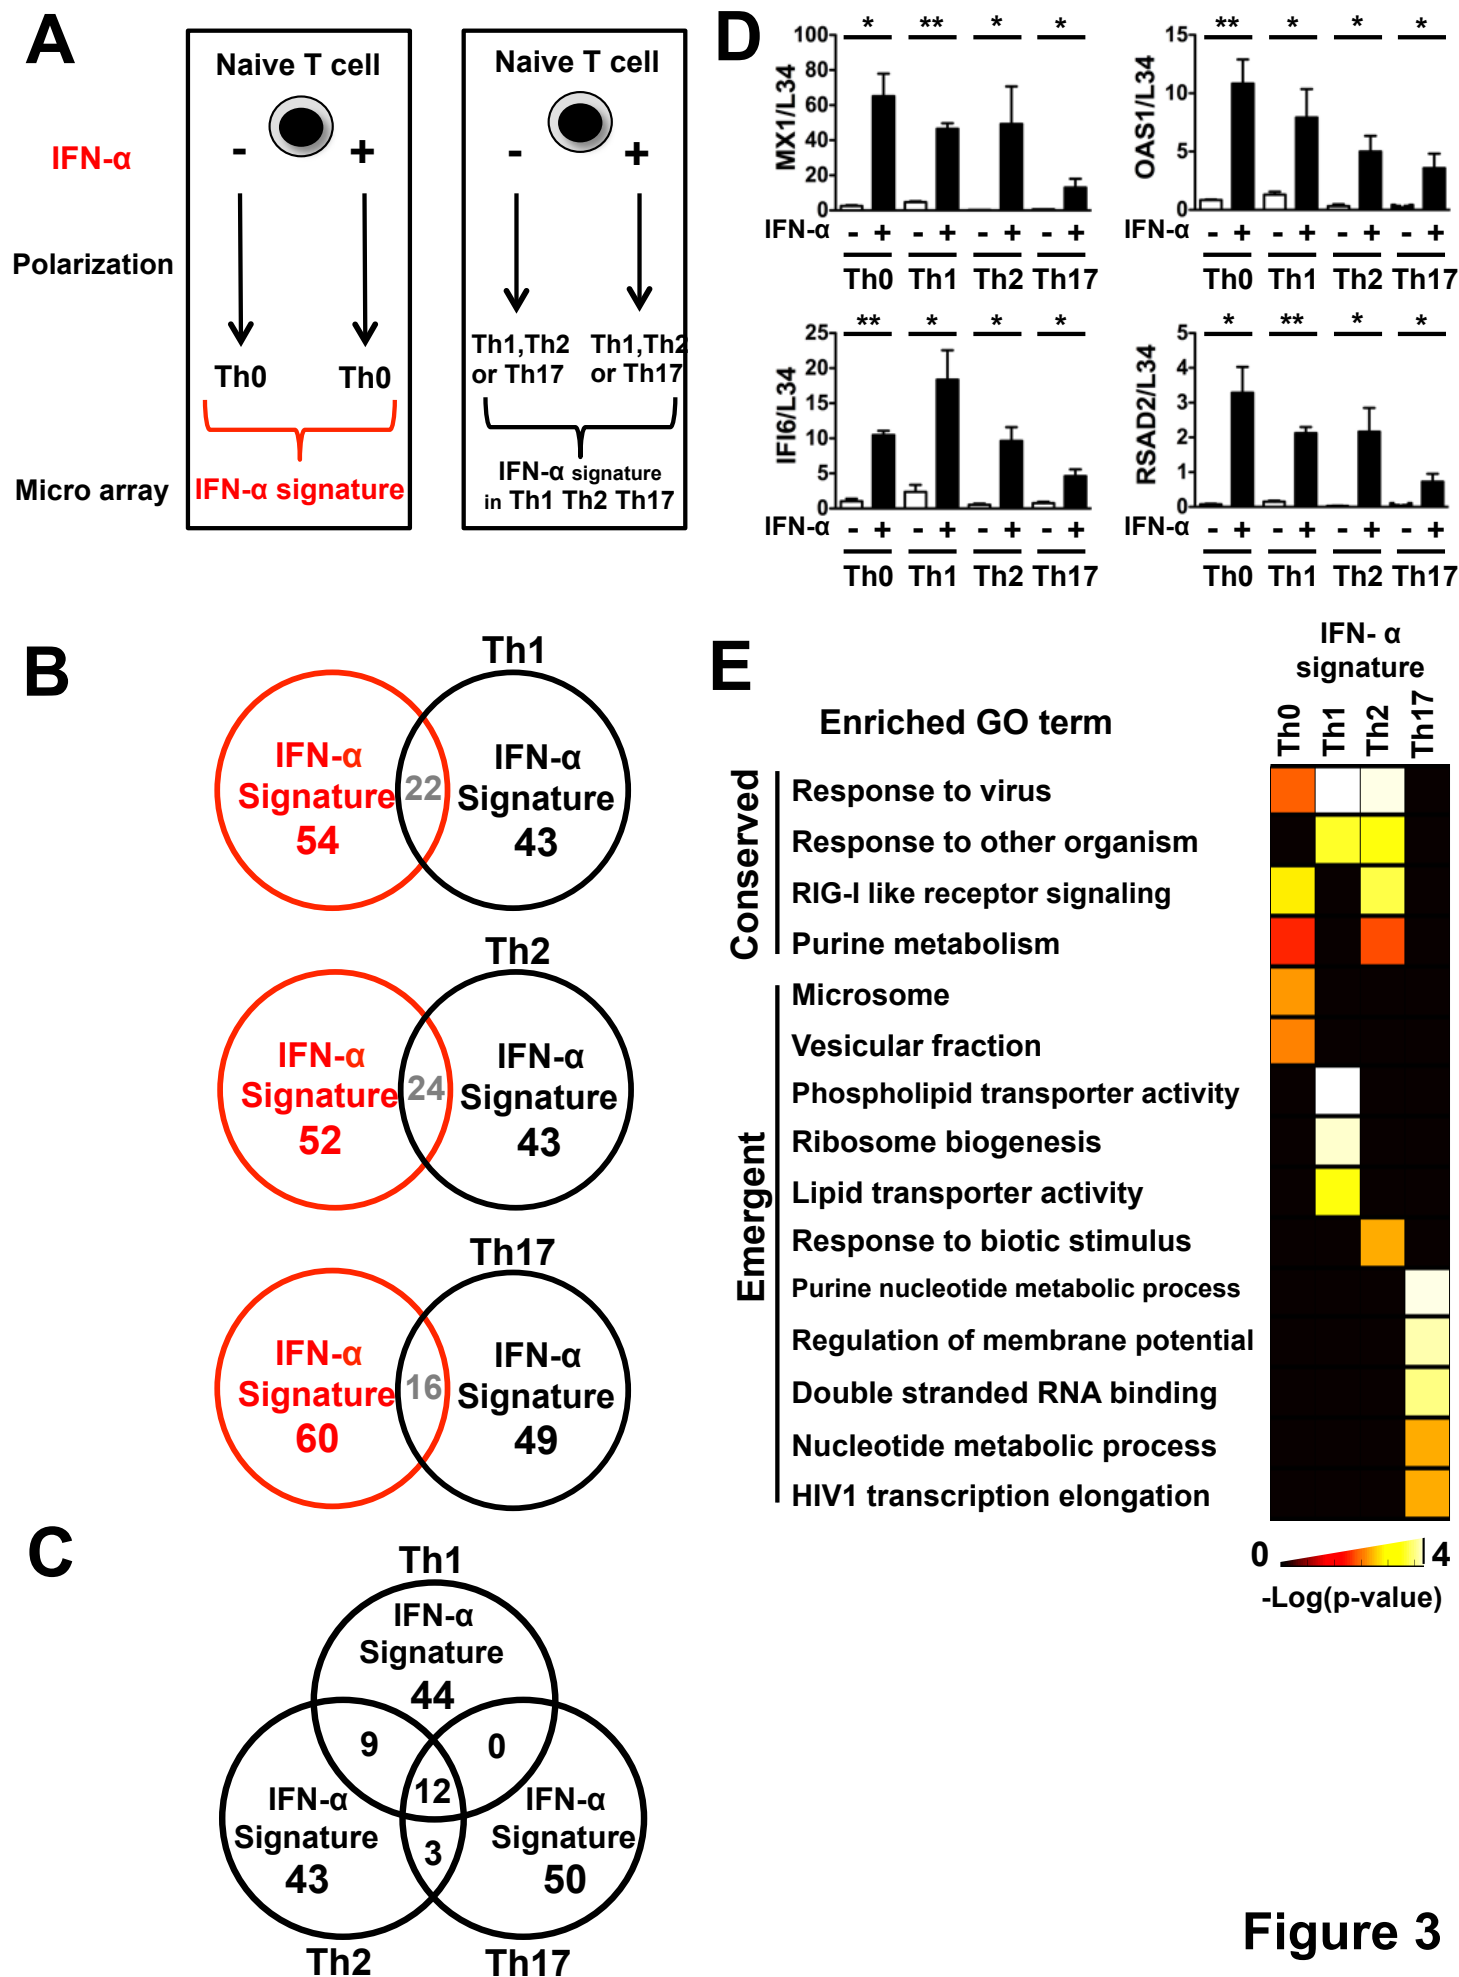 A
Naive T cell
Naive T cell
IFN-α
- +
- +
Polarization
Th0 Th0
Th1,Th2 Th1,Th2
or Th17 or Th17
Micro array
IFN-α signature
IFN-α signature
in Th1 Th2 Th17
D
* ** * *
100
80
60
40
20
0
MX1/L34
IFN-α - + - + - + - +
Th0 Th1 Th2 Th17
** * * *
15
10
5
0
OAS1/L34
IFN-α - + - + - + - +
Th0 Th1 Th2 Th17
** * * *
25
20
15
10
5
0
IFI6/L34
IFN-α - + - + - + - +
Th0 Th1 Th2 Th17
* ** * *
5
4
3
2
1
0
RSAD2/L34
IFN-α - + - + - + - +
Th0 Th1 Th2 Th17
B
Th1
IFN-α
Signature
54
22
IFN-α
Signature
43
Th2
IFN-α
Signature
52
24
IFN-α
Signature
43
Th17
IFN-α
Signature
60
16
IFN-α
Signature
49
C
Th1
IFN-α
Signature
44
9 0
12
IFN-α
Signature
43
IFN-α
Signature
50
3
Th2 Th17
E
IFN- α
signature
Enriched GO term
Th0 Th1 Th2 Th17
Conserved
Response to virus
Response to other organism
RIG-I like receptor signaling
Purine metabolism
Emergent
Microsome
Vesicular fraction
Phospholipid transporter activity
Ribosome biogenesis
Lipid transporter activity
Response to biotic stimulus
Purine nucleotide metabolic process
Regulation of membrane potential
Double stranded RNA binding
Nucleotide metabolic process
HIV1 transcription elongation
0 4
-Log(p-value)
Figure 3